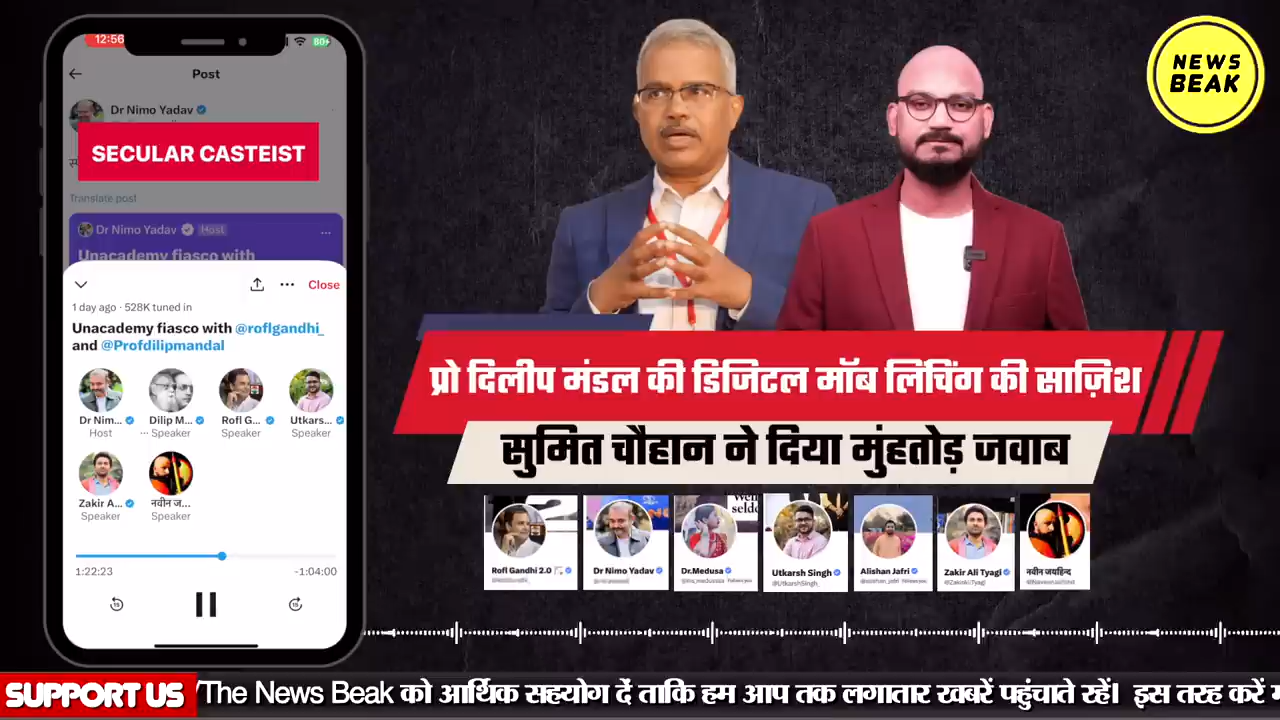 12:56
80
Post
Dr Nimo Yadav
SECULAR CASTEIST
Translate post
Dr Nimo Yadav Host
Unacademy fiasco with
Close
1 day ago · 528K tuned in
Unacademy fiasco with @roflgandhi_
and @Profdilipmandal
Dr Nim... Dilip M... Rofl G... Utkars...
Host Speaker Speaker Speaker
Zakir A... नवीन ज...
Speaker Speaker
1:22:23 -1:04:00
15 15
NEWS
BEAK
प्रो दिलीप मंडल की डिजिटल मॉब लिंचिंग की साज़िश
सुमित चौहान ने दिया मुंहतोड़ जवाब
Rofl Gandhi 2.0 Dr Nimo Yadav Dr.Medusa Utkarsh Singh Alishan Jafri Zakir Ali Tyagi नवीन जयहिन्द
@UtkarshSingh_ @ZakirAliTyagi
SUPPORT US /The News Beak को आर्थिक सहयोग दें ताकि हम आप तक लगातार खबरें पहुंचाते रहें। इस तरह करें